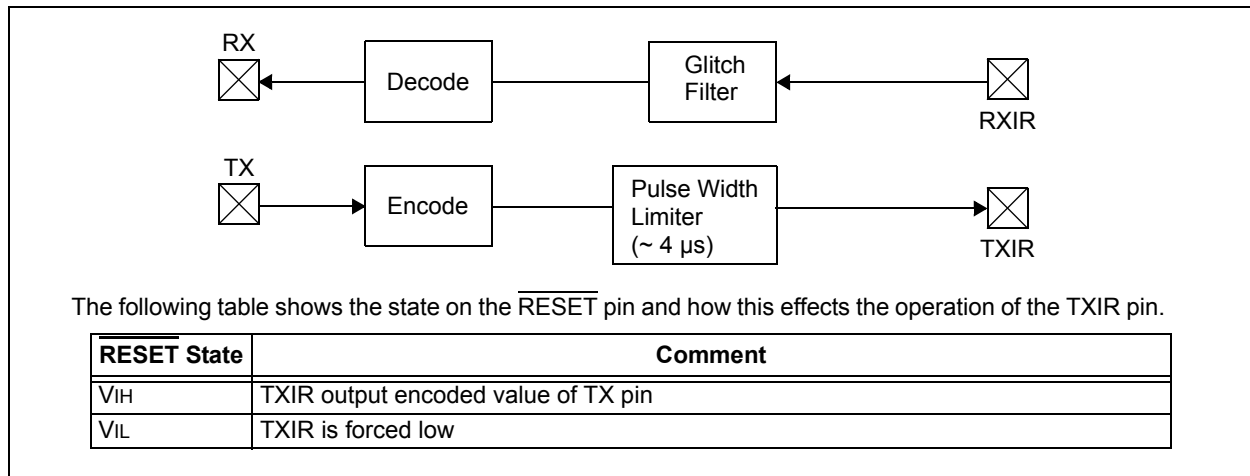 RX
Decode
Glitch
Filter
RXIR
TX
Encode
Pulse Width
Limiter
(~ 4 µs)
TXIR
The following table shows the state on the RESET pin and how this effects the operation of the TXIR pin.
RESET State Comment
VIH TXIR output encoded value of TX pin
VIL TXIR is forced low